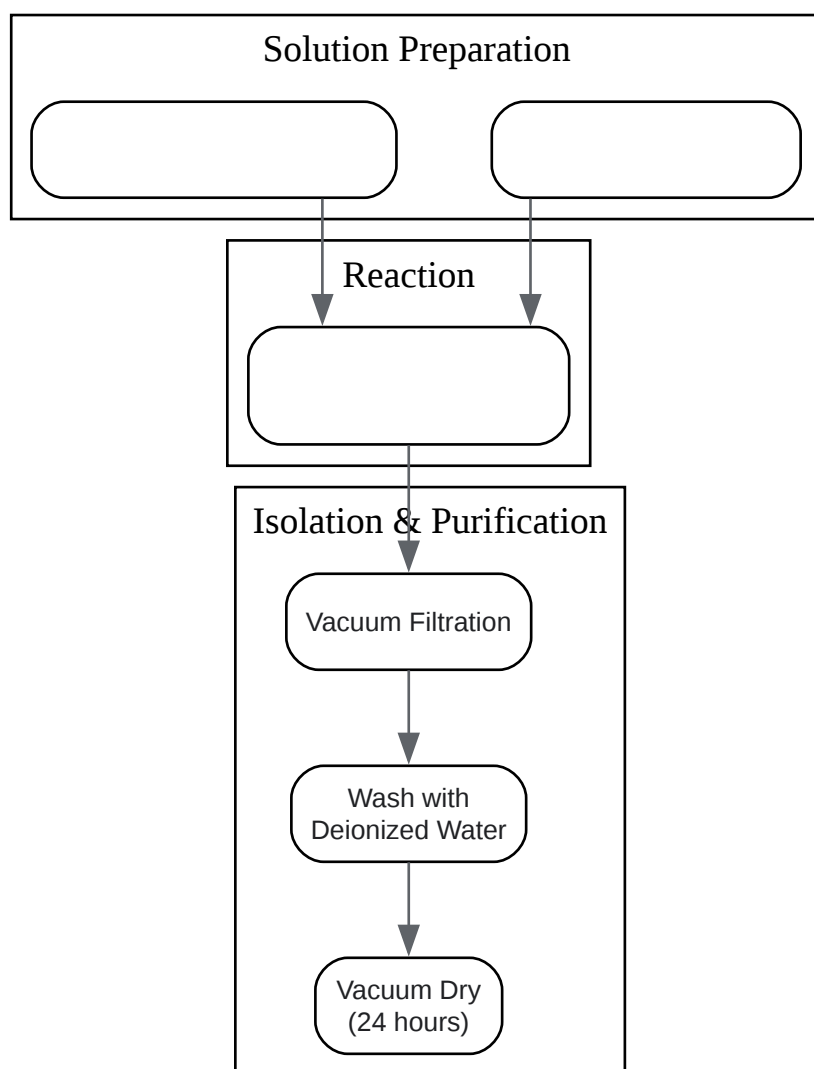 Solution Preparation
Reaction
Isolation & Purification
Vacuum Filtration
Wash with
Deionized Water
Vacuum Dry
(24 hours)